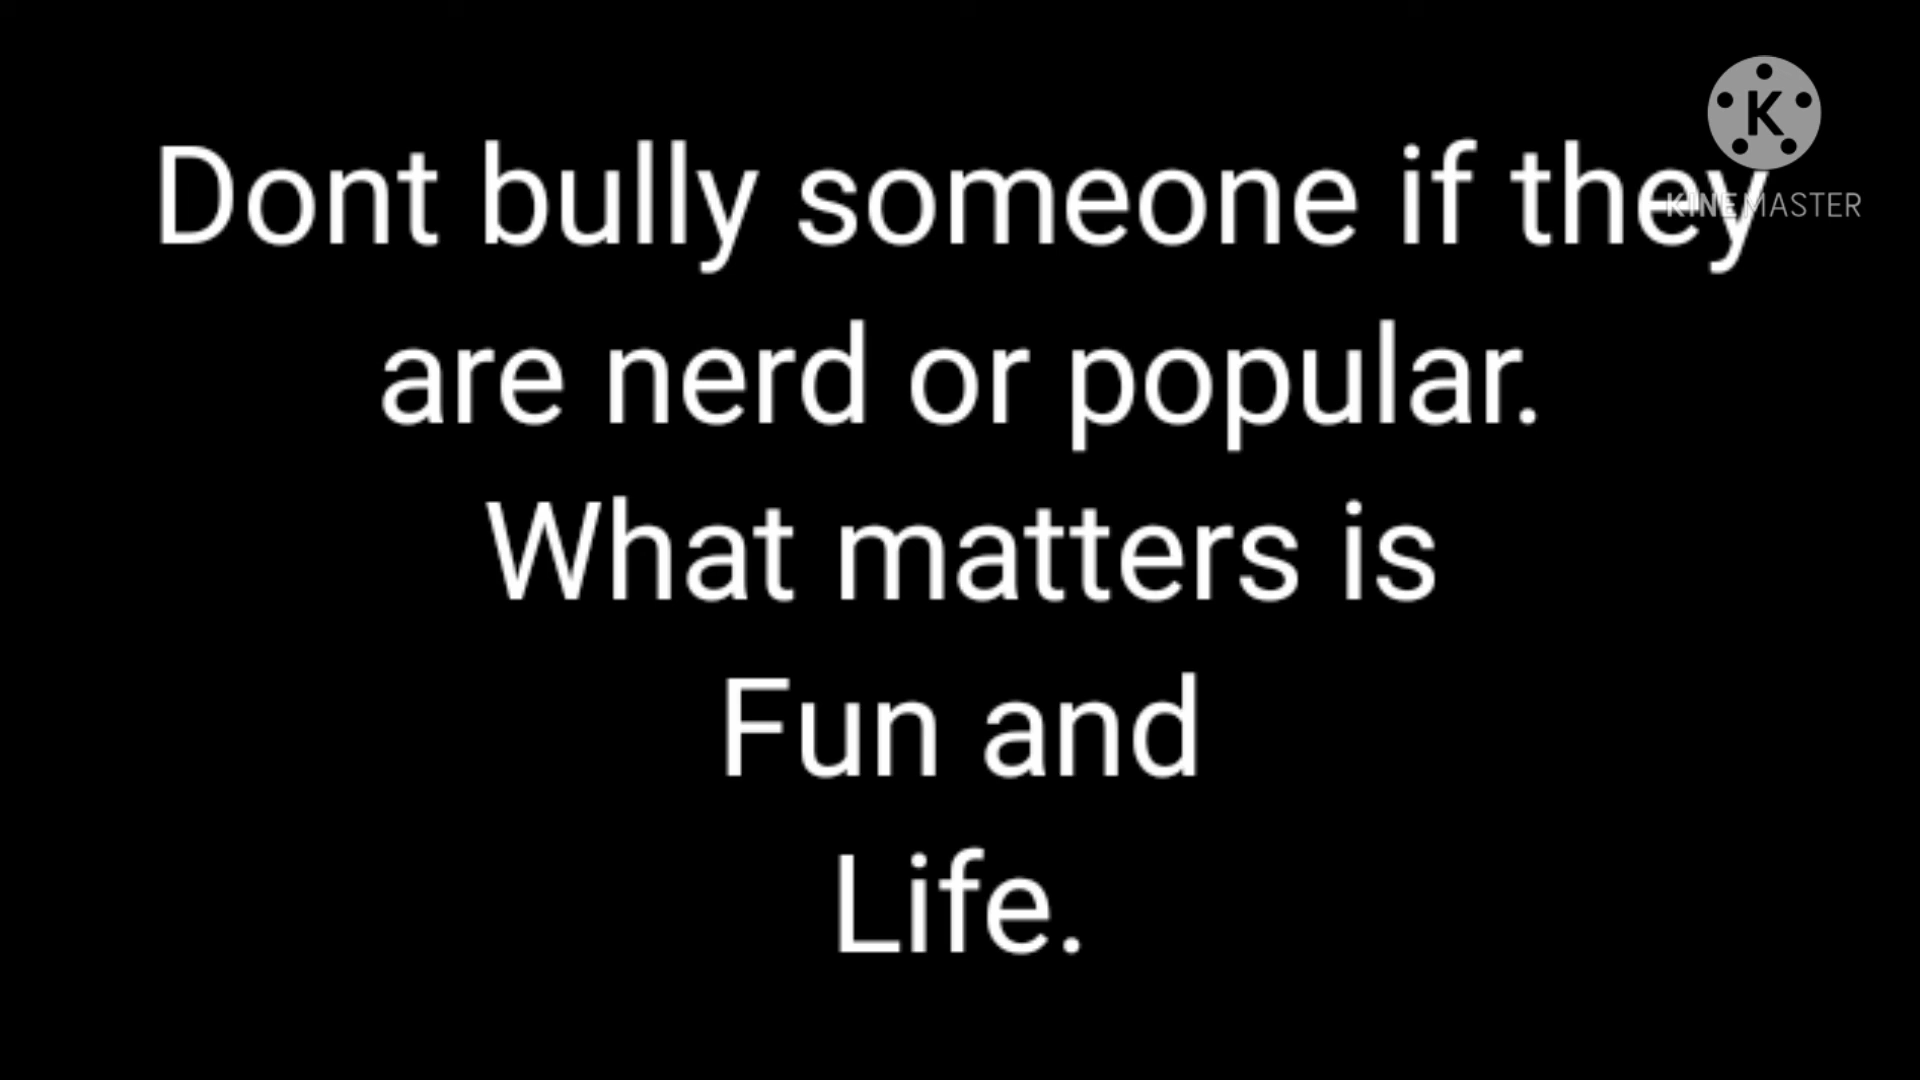 K
KINEMASTER
Dont bully someone if they
are nerd or popular.
What matters is
Fun and
Life.